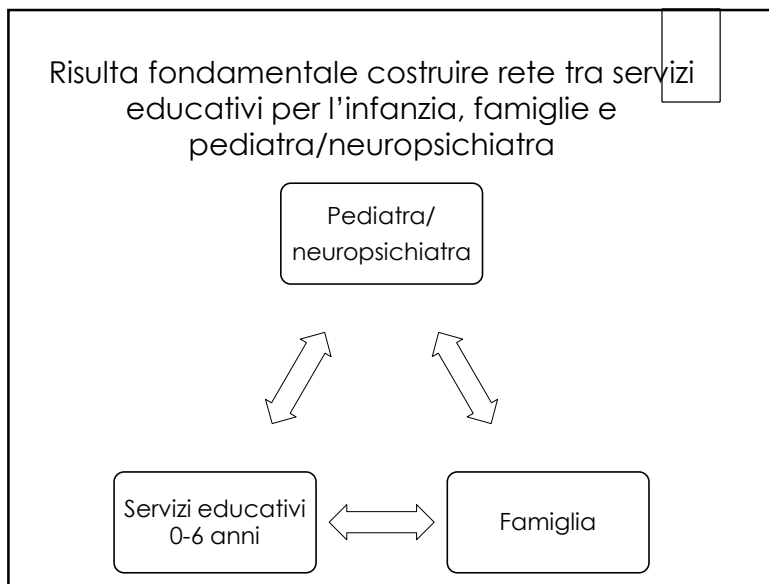 Risulta fondamentale costruire rete tra servizi
educativi per l’infanzia, famiglie e
pediatra/neuropsichiatra
Pediatra/
neuropsichiatra
Servizi educativi
0-6 anni
Famiglia